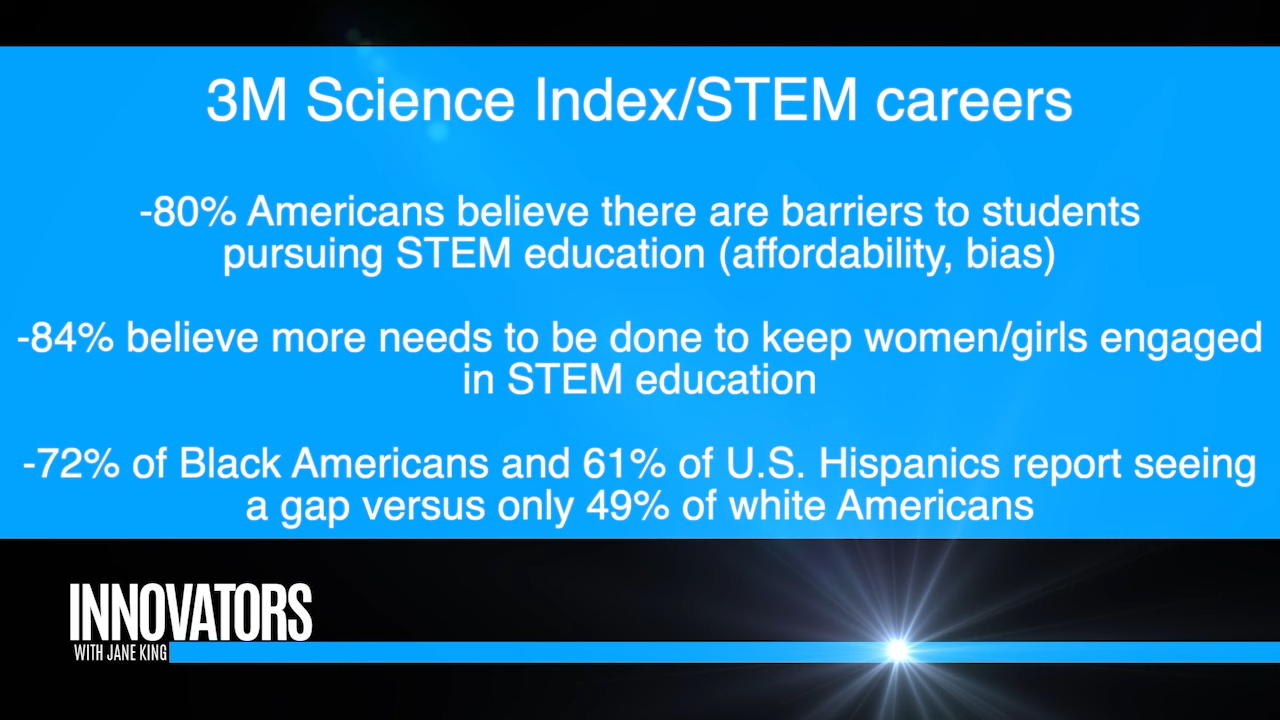 3M Science Index/STEM careers
-80% Americans believe there are barriers to students
pursuing STEM education (affordability, bias)
-84% believe more needs to be done to keep women/girls engaged
in STEM education
-72% of Black Americans and 61% of U.S. Hispanics report seeing
a gap versus only 49% of white Americans
INNOVATORS
WITH JANE KING